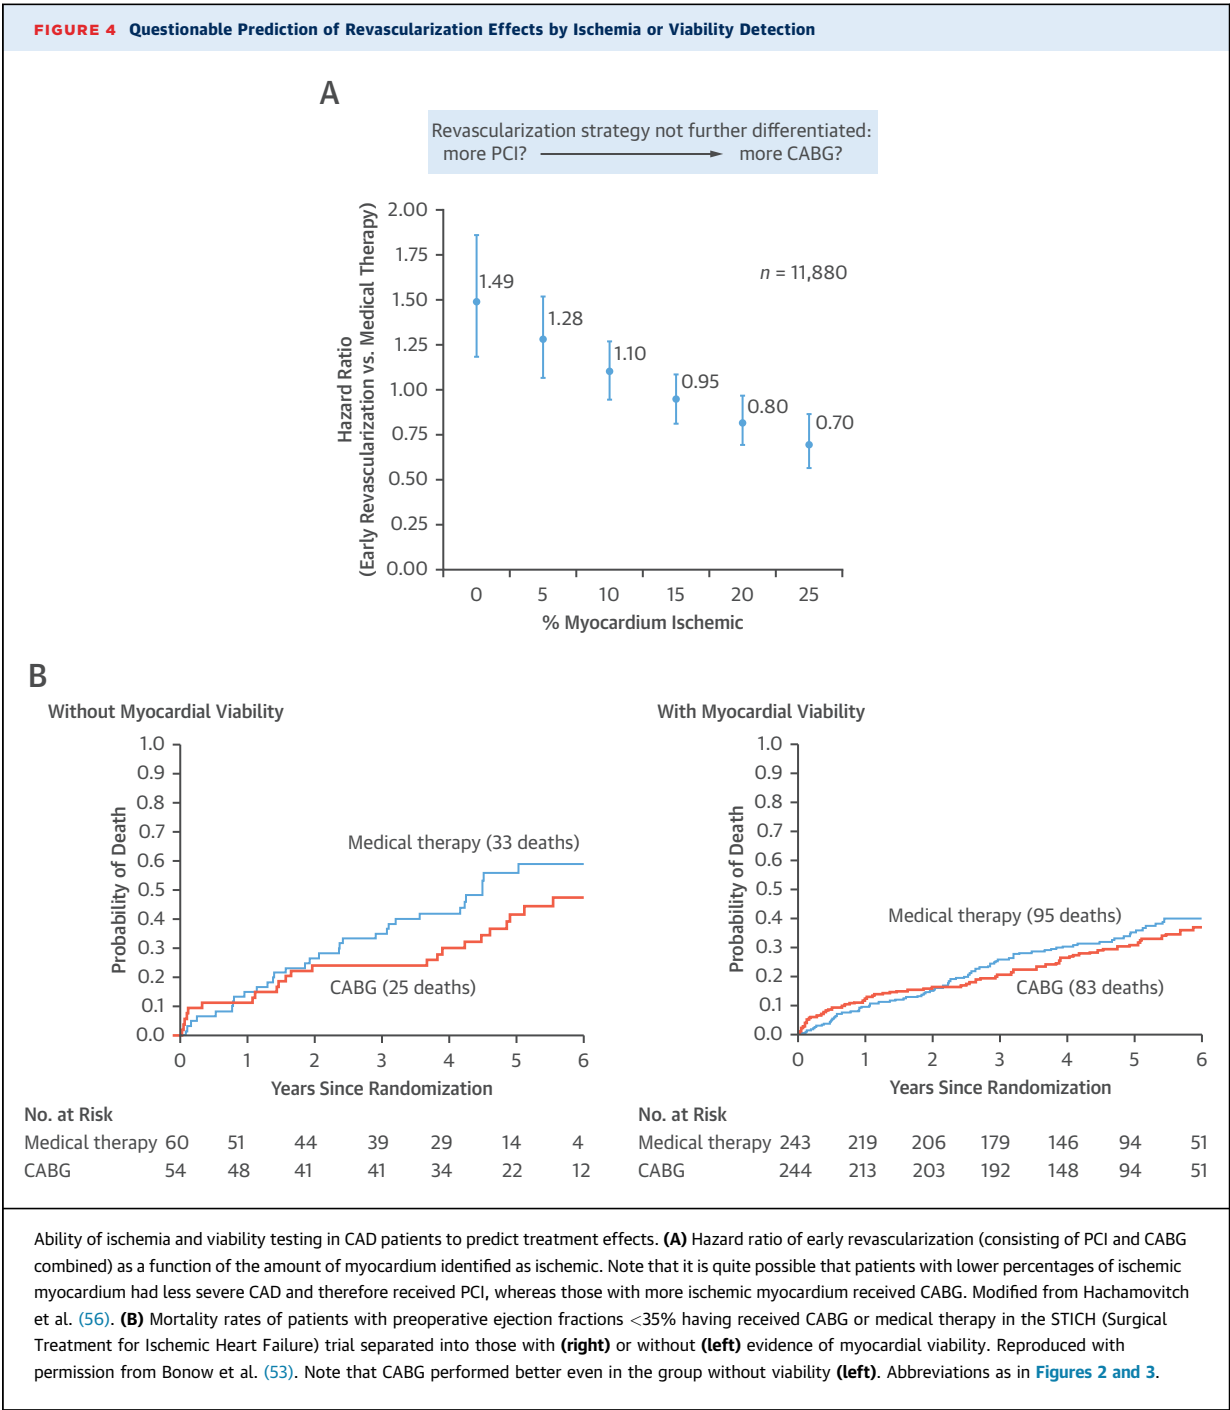 FIGURE 4 Questionable Prediction of Revascularization Effects by Ischemia or Viability Detection
A
Revascularization strategy not further differentiated:
more PCI? more CABG?
Hazard Ratio
(Early Revascularization vs. Medical Therapy)
2.00
1.75
1.50
1.25
1.00
0.75
0.50
0.25
0.00
n = 11,880
1.49
1.28
1.10
0.95
0.80
0.70
0 5 10 15 20 25
% Myocardium Ischemic
B
Without Myocardial Viability
Probability of Death
1.0
0.9
0.8
0.7
0.6
0.5
0.4
0.3
0.2
0.1
0.0
Medical therapy (33 deaths)
CABG (25 deaths)
0 1 2 3 4 5 6
Years Since Randomization
No. at Risk
Medical therapy 60 51 44 39 29 14 4
CABG 54 48 41 41 34 22 12
With Myocardial Viability
Probability of Death
1.0
0.9
0.8
0.7
0.6
0.5
0.4
0.3
0.2
0.1
0.0
Medical therapy (95 deaths)
CABG (83 deaths)
0 1 2 3 4 5 6
Years Since Randomization
No. at Risk
Medical therapy 243 219 206 179 146 94 51
CABG 244 213 203 192 148 94 51
Ability of ischemia and viability testing in CAD patients to predict treatment effects. (A) Hazard ratio of early revascularization (consisting of PCI and CABG
combined) as a function of the amount of myocardium identified as ischemic. Note that it is quite possible that patients with lower percentages of ischemic
myocardium had less severe CAD and therefore received PCI, whereas those with more ischemic myocardium received CABG. Modified from Hachamovitch
et al. (56). (B) Mortality rates of patients with preoperative ejection fractions <35% having received CABG or medical therapy in the STICH (Surgical
Treatment for Ischemic Heart Failure) trial separated into those with (right) or without (left) evidence of myocardial viability. Reproduced with
permission from Bonow et al. (53). Note that CABG performed better even in the group without viability (left). Abbreviations as in Figures 2 and 3.